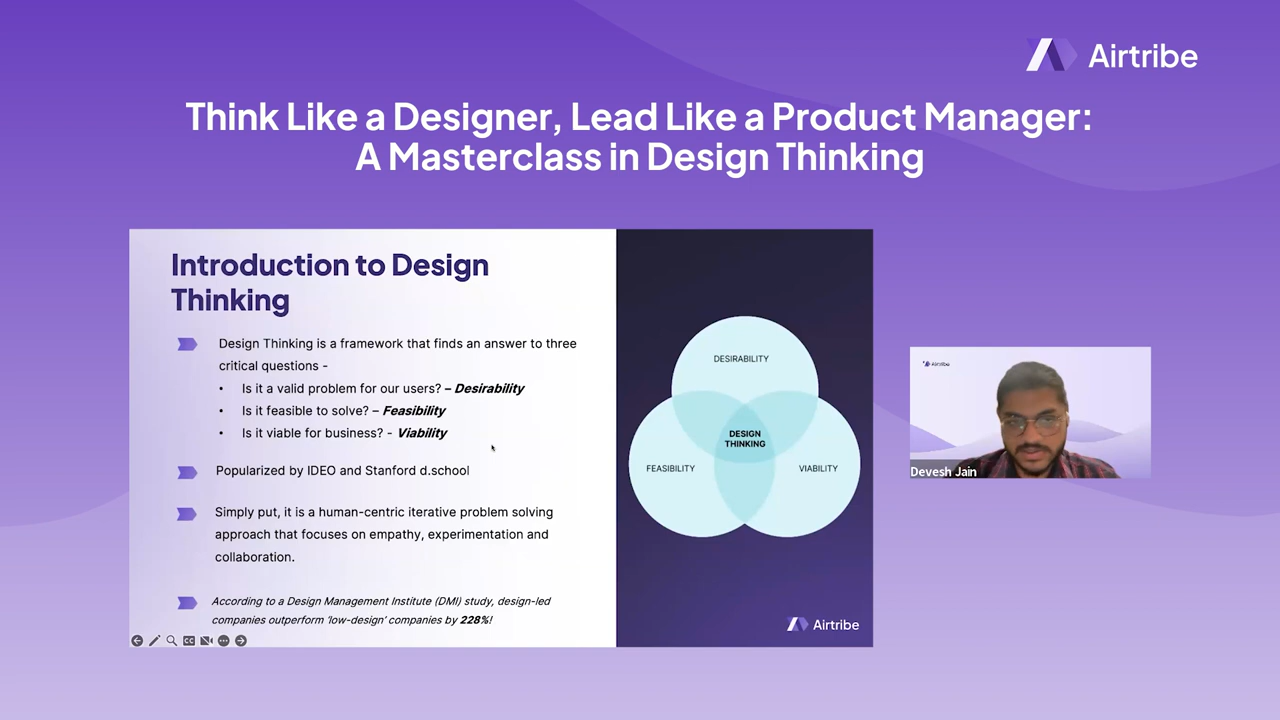 Airtribe
Think Like a Designer, Lead Like a Product Manager:
A Masterclass in Design Thinking
Introduction to Design
Thinking
Design Thinking is a framework that finds an answer to three
critical questions -
• Is it a valid problem for our users? – Desirability
• Is it feasible to solve? – Feasibility
• Is it viable for business? - Viability
Popularized by IDEO and Stanford d.school
Simply put, it is a human-centric iterative problem solving
approach that focuses on empathy, experimentation and
collaboration.
According to a Design Management Institute (DMI) study, design-led
companies outperform ‘low-design’ companies by 228%!
DESIRABILITY
DESIGN
THINKING
FEASIBILITY
VIABILITY
Airtribe
CC
Airtribe
Devesh Jain